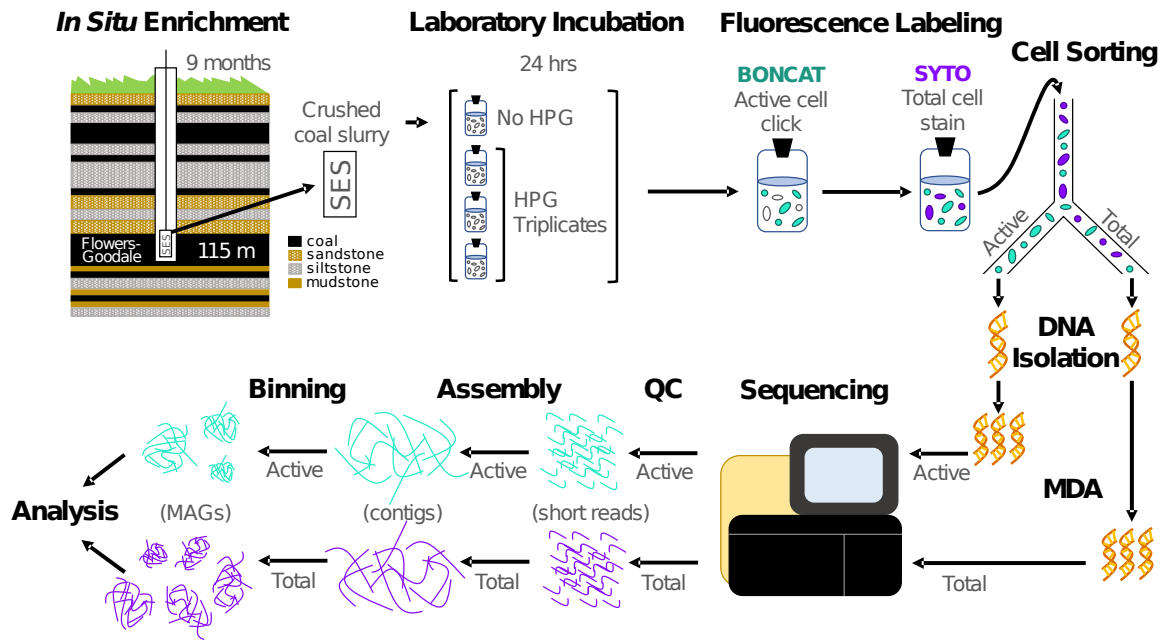 In Situ Enrichment
9 months
Flowers-
Goodale
SES
115 m
coal
sandstone
siltstone
mudstone
Crushed
coal slurry
SES
Laboratory Incubation
24 hrs
No HPG
HPG
Triplicates
Fluorescence Labeling
BONCAT
Active cell
click
SYTO
Total cell
stain
Cell Sorting
Active
Total
DNA
Isolation
MDA
Active
Total
Sequencing
QC
Active
Total
Assembly
(short reads)
Active
Total
Binning
(contigs)
Active
Total
(MAGs)
Analysis